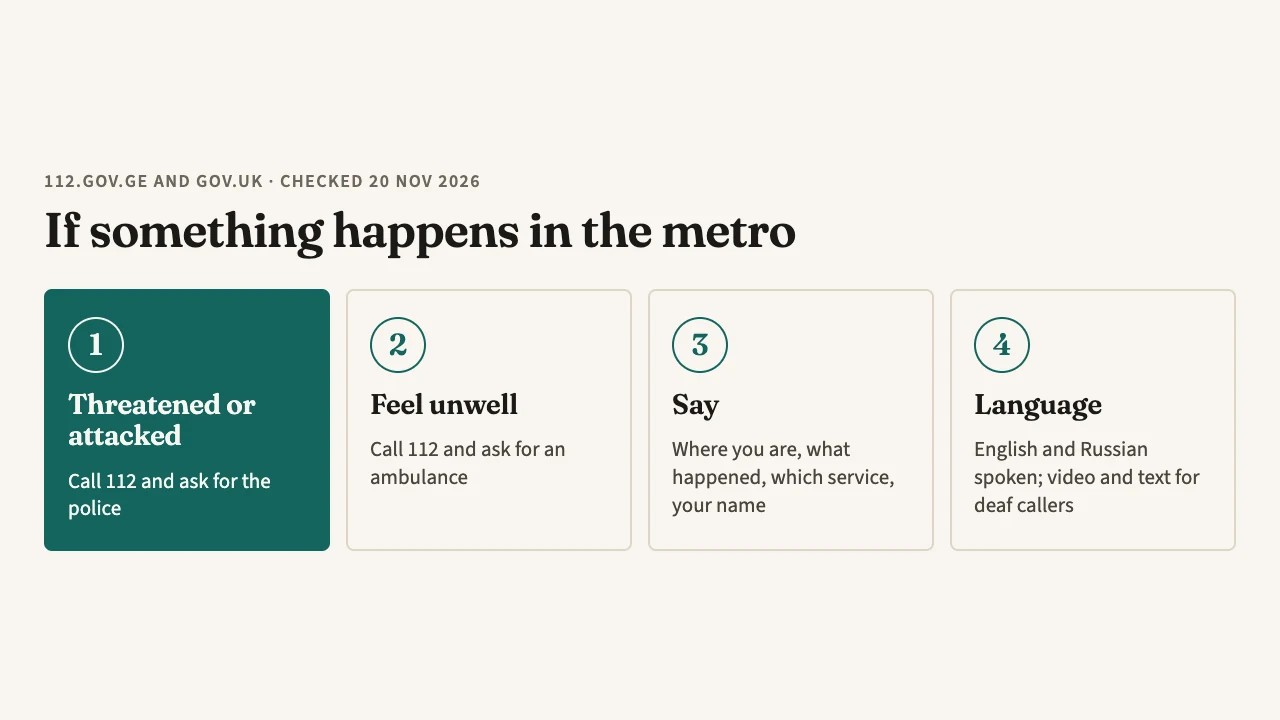 112.GOV.GE AND GOV.UK · CHECKED 20 NOV 2026
If something happens in the metro
1
Threatened or
attacked
Call 112 and ask for the
police
2
Feel unwell
Call 112 and ask for an
ambulance
3
Say
Where you are, what
happened, which service,
your name
4
Language
English and Russian
spoken; video and text for
deaf callers